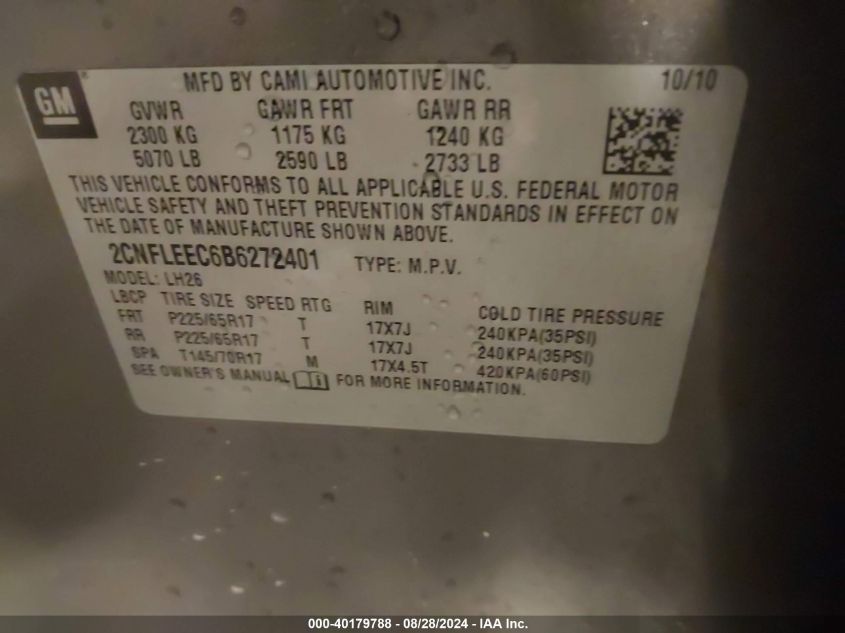 GM ®
MFD BY CAMI AUTOMOTIVE INC. 10/10
GVWR GAWR FRT GAWR RR
2300 KG 1175 KG 1240 KG
5070 LB 2590 LB 2733 LB
THIS VEHICLE CONFORMS TO ALL APPLICABLE U.S. FEDERAL MOTOR
VEHICLE SAFETY AND THEFT PREVENTION STANDARDS IN EFFECT ON
THE DATE OF MANUFACTURE SHOWN ABOVE.
2CNFLEEC6B6272401 TYPE: M.P.V.
MODEL: LH26
LBCP TIRE SIZE SPEED RTG RIM COLD TIRE PRESSURE
FRT P225/65R17 T 17X7J 240KPA(35PSI)
RR P225/65R17 T 17X7J 240KPA(35PSI)
SPA T145/70R17 M 17X4.5T 420KPA(60PSI)
SEE OWNER'S MANUAL FOR MORE INFORMATION.
000-40179788 - 08/28/2024 - IAA Inc.